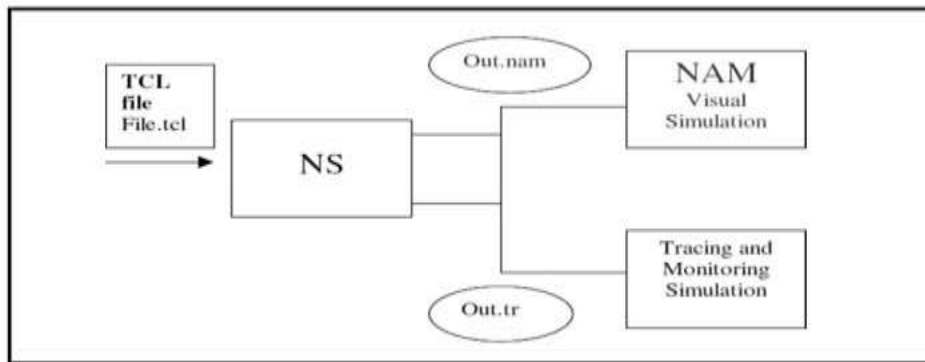 TCL
file
File.tcl
NS
Out.nam
NAM
Visual
Simulation
Out.tr
Tracing and
Monitoring
Simulation